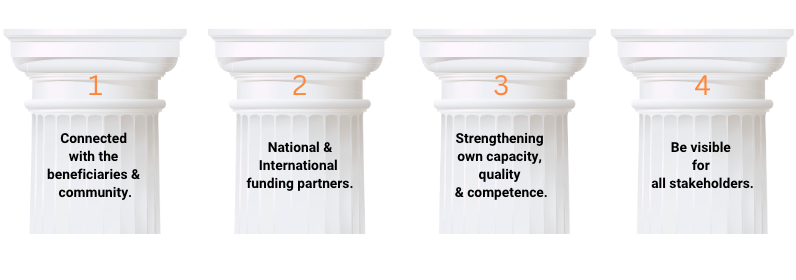 1
Connected
with the
beneficiaries &
community.
2
National &
International
funding partners.
3
Strengthening
own capacity,
quality
& competence.
4
Be visible
for
all stakeholders.